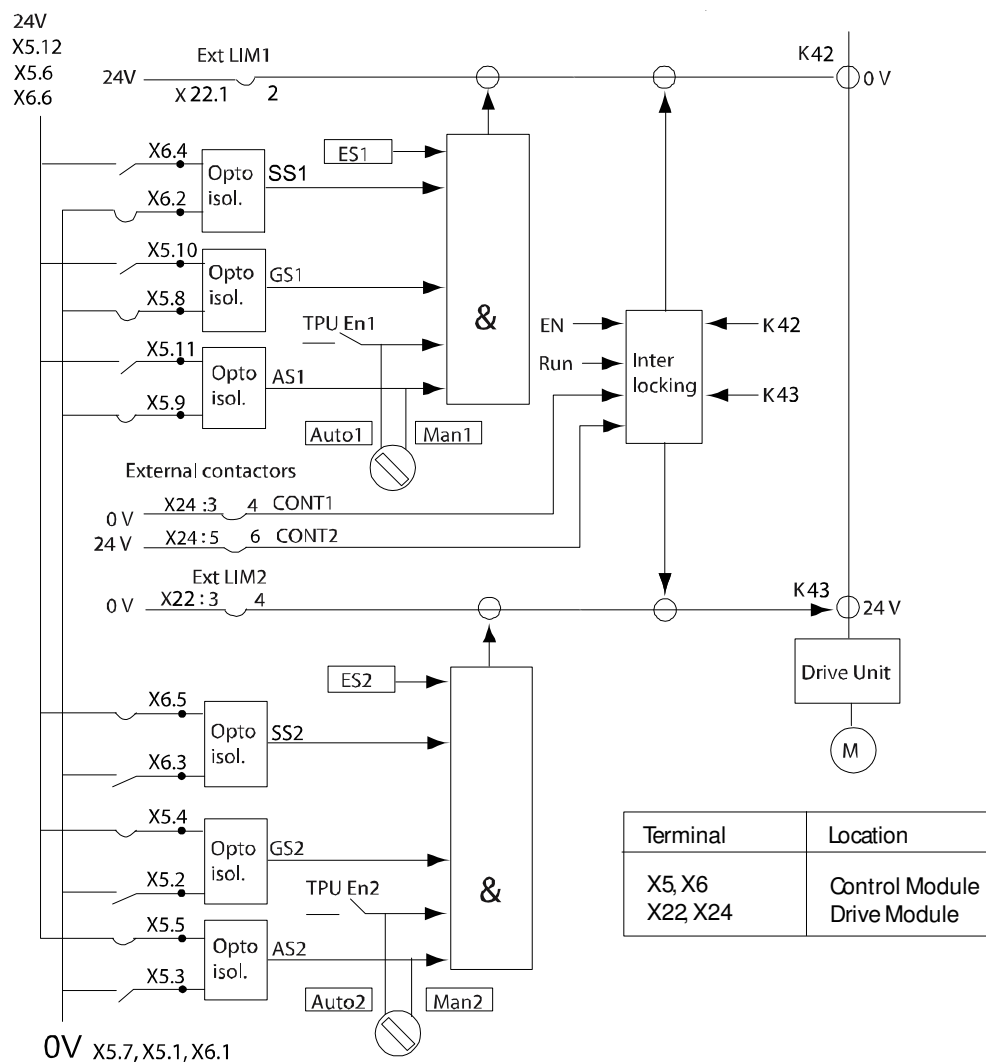 24V
X5.12
X5.6
X6.6
Ext LIM1
24V
X 22.1 2
K42
0 V
ES1
X6.4
Opto
isol.
SS1
X6.2
X5.10
Opto
isol.
GS1
X5.8
&
TPU En1
X5.11
Opto
isol.
AS1
X5.9
Auto1
Man1
EN
Run
Inter
locking
K42
K43
External contactors
0 V
X24 :3 4 CONT1
24 V
X24:5 6 CONT2
Ext LIM2
0 V
X22 :3 4
K43
24 V
ES2
X6.5
Opto
isol.
SS2
X6.3
X5.4
Opto
isol.
GS2
X5.2
&
TPU En2
X5.5
Opto
isol.
AS2
X5.3
Auto2
Man2
Drive Unit
M
Terminal Location
X5, X6 Control Module
X22, X24 Drive Module
0V X5.7, X5.1, X6.1